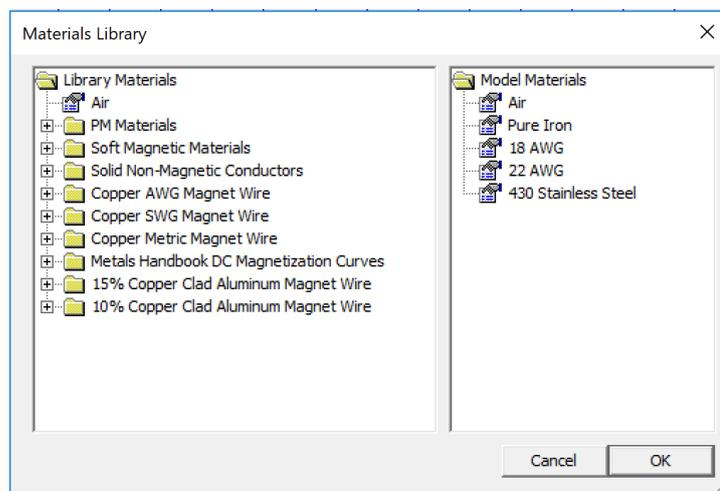 Materials Library
Library Materials
Air
PM Materials
Soft Magnetic Materials
Solid Non-Magnetic Conductors
Copper AWG Magnet Wire
Copper SWG Magnet Wire
Copper Metric Magnet Wire
Metals Handbook DC Magnetization Curves
15% Copper Clad Aluminum Magnet Wire
10% Copper Clad Aluminum Magnet Wire
Model Materials
Air
Pure Iron
18 AWG
22 AWG
430 Stainless Steel
Cancel
OK